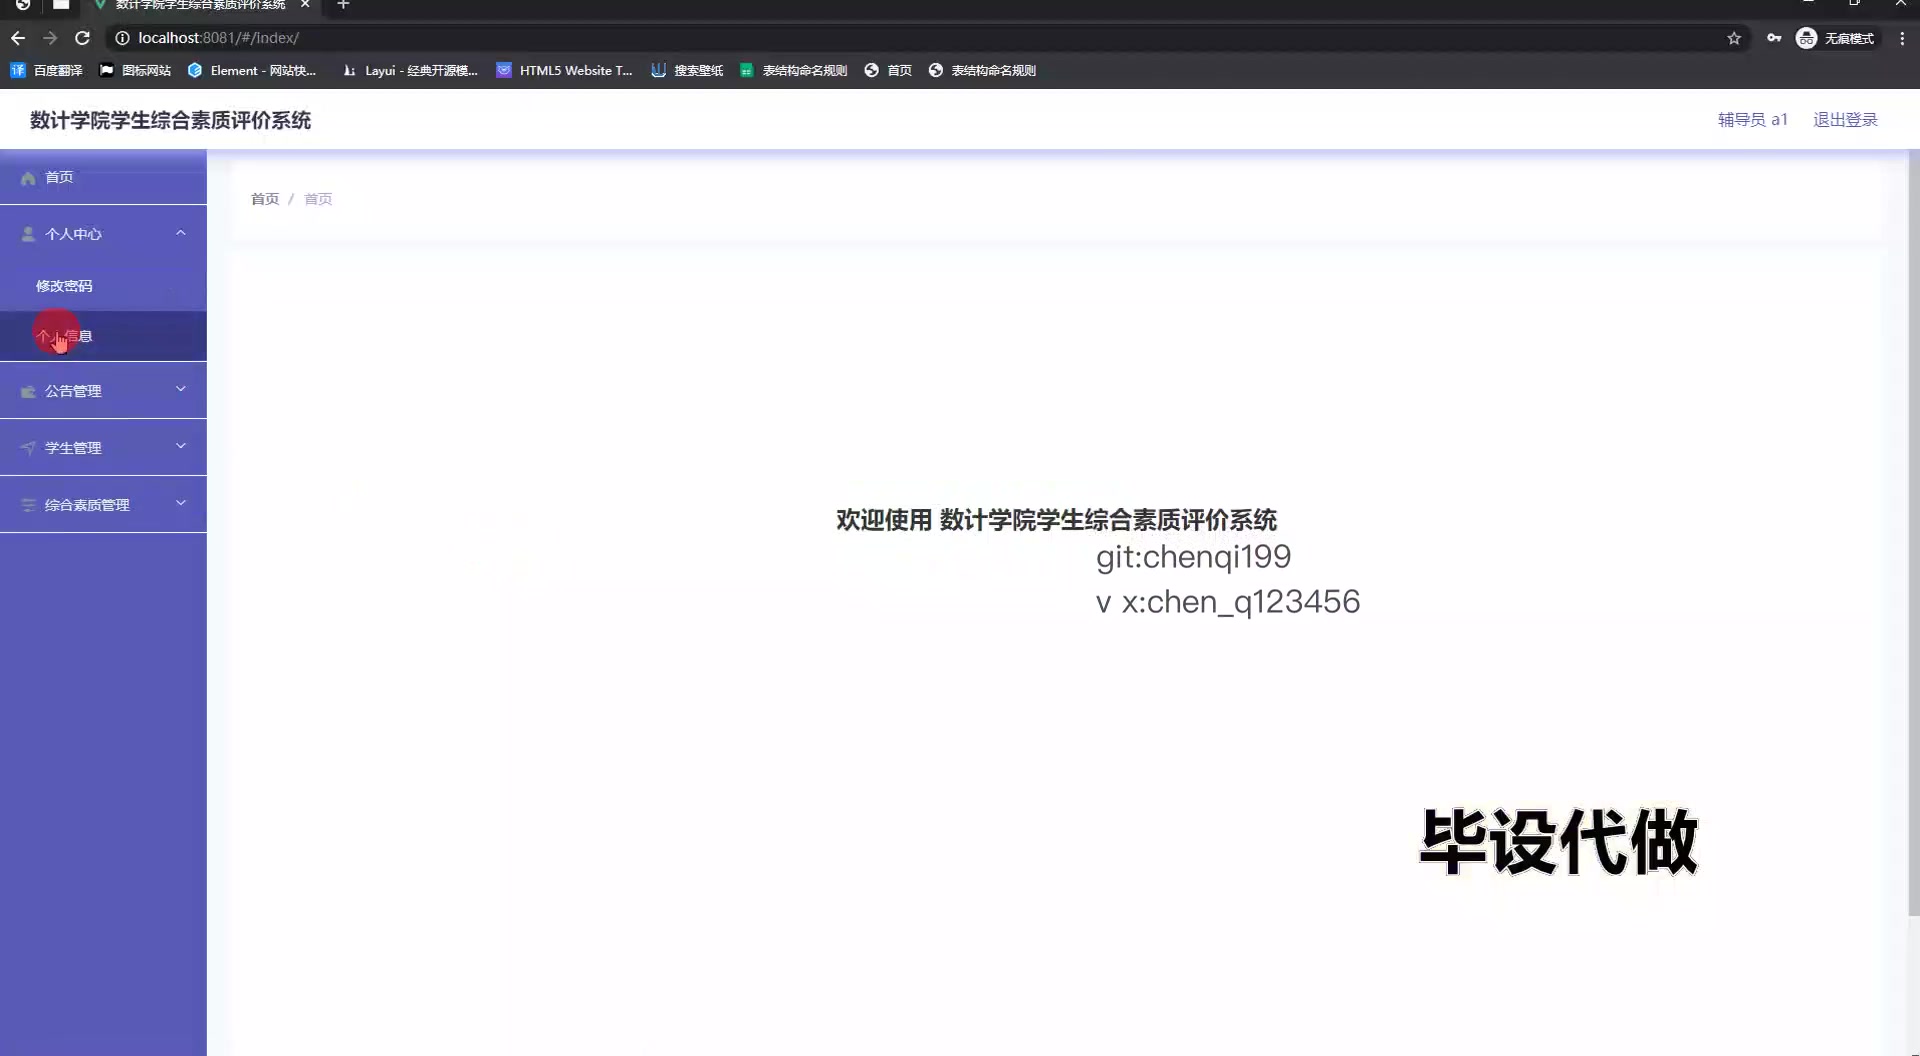 数计学院学生综合素质评价系统
localhost:8081/#/index/
无痕模式
百度翻译 图标网站 Element - 网站快... Layui - 经典开源模... HTML5 Website T... 搜索壁纸 表结构命名规则 首页 表结构命名规则
数计学院学生综合素质评价系统
辅导员 a1 退出登录
首页
首页 / 首页
个人中心
修改密码
个人信息
公告管理
学生管理
综合素质管理
欢迎使用 数计学院学生综合素质评价系统
git:chenqi199
v x:chen_q123456
毕设代做